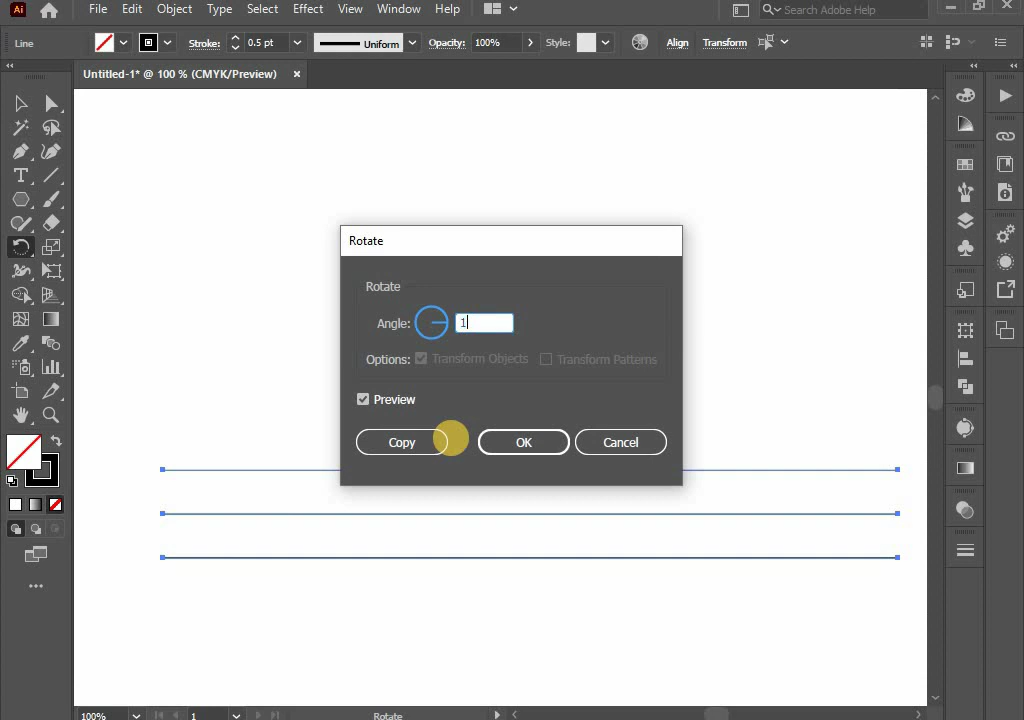 Ai File Edit Object Type Select Effect View Window Help Search Adobe Help
Line Stroke: 0.5 pt Uniform Opacity: 100% Style: Align Transform
Untitled-1* @ 100 % (CMYK/Preview) ×
Rotate
Rotate
Angle: 1
Options: Transform Objects Transform Patterns
Preview
Copy OK Cancel
100% 1 Rotate